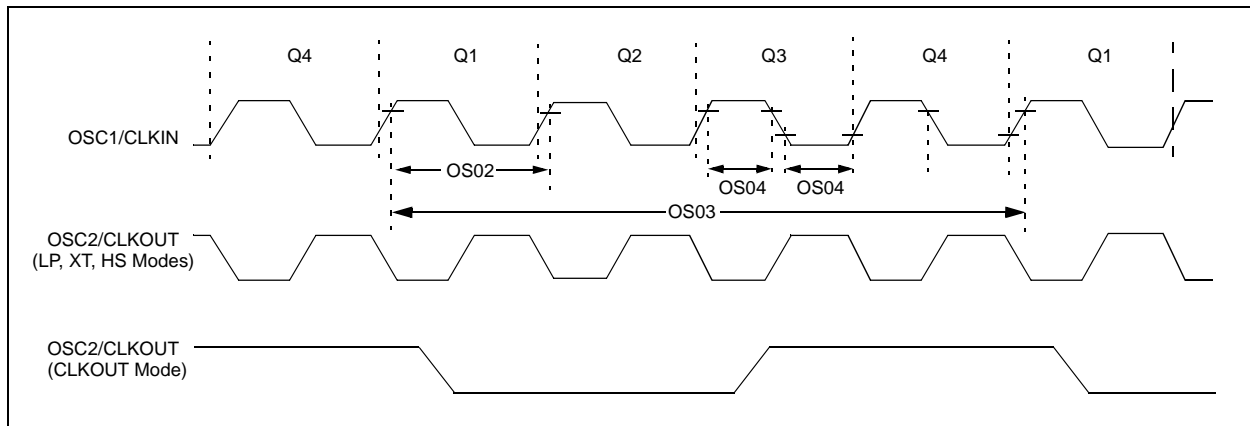 Q4 Q1 Q2 Q3 Q4 Q1
OSC1/CLKIN
OS02
OS04 OS04
OS03
OSC2/CLKOUT
(LP, XT, HS Modes)
OSC2/CLKOUT
(CLKOUT Mode)